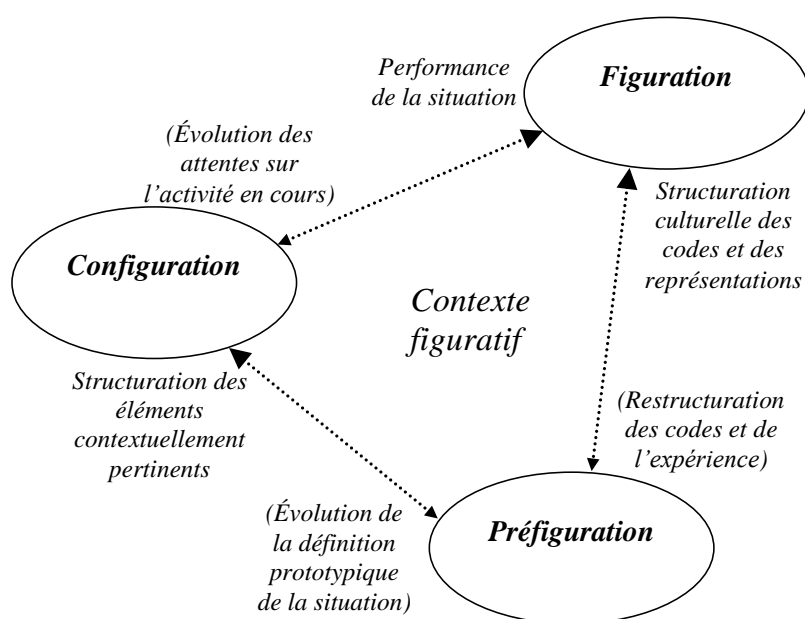 Performance
de la situation
Figuration
(Évolution des
attentes sur
l’activité en cours)
Structuration
culturelle des
codes et des
représentations
Configuration
Contexte
figuratif
Structuration des
éléments
contextuellement
pertinents
(Restructuration
des codes et de
l’expérience)
(Évolution de
la définition
prototypique
de la situation)
Préfiguration